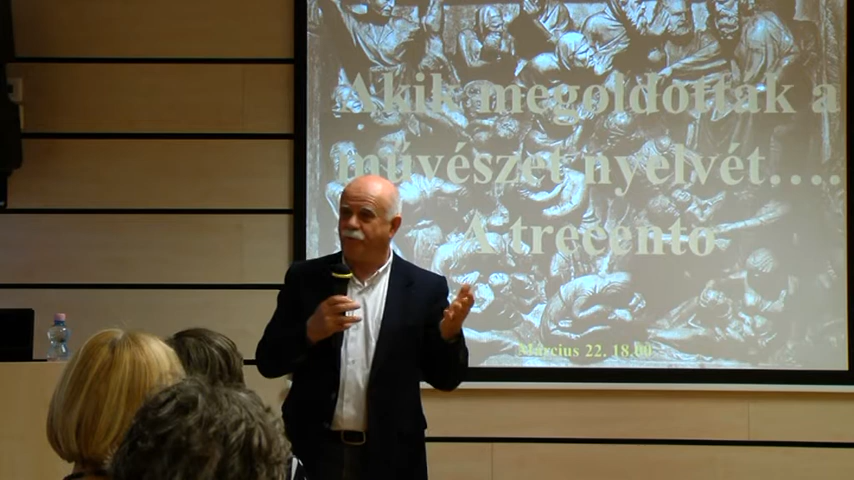 Akik megoldották a
művészet nyelvét….
A trecento
Március 22. 18.00